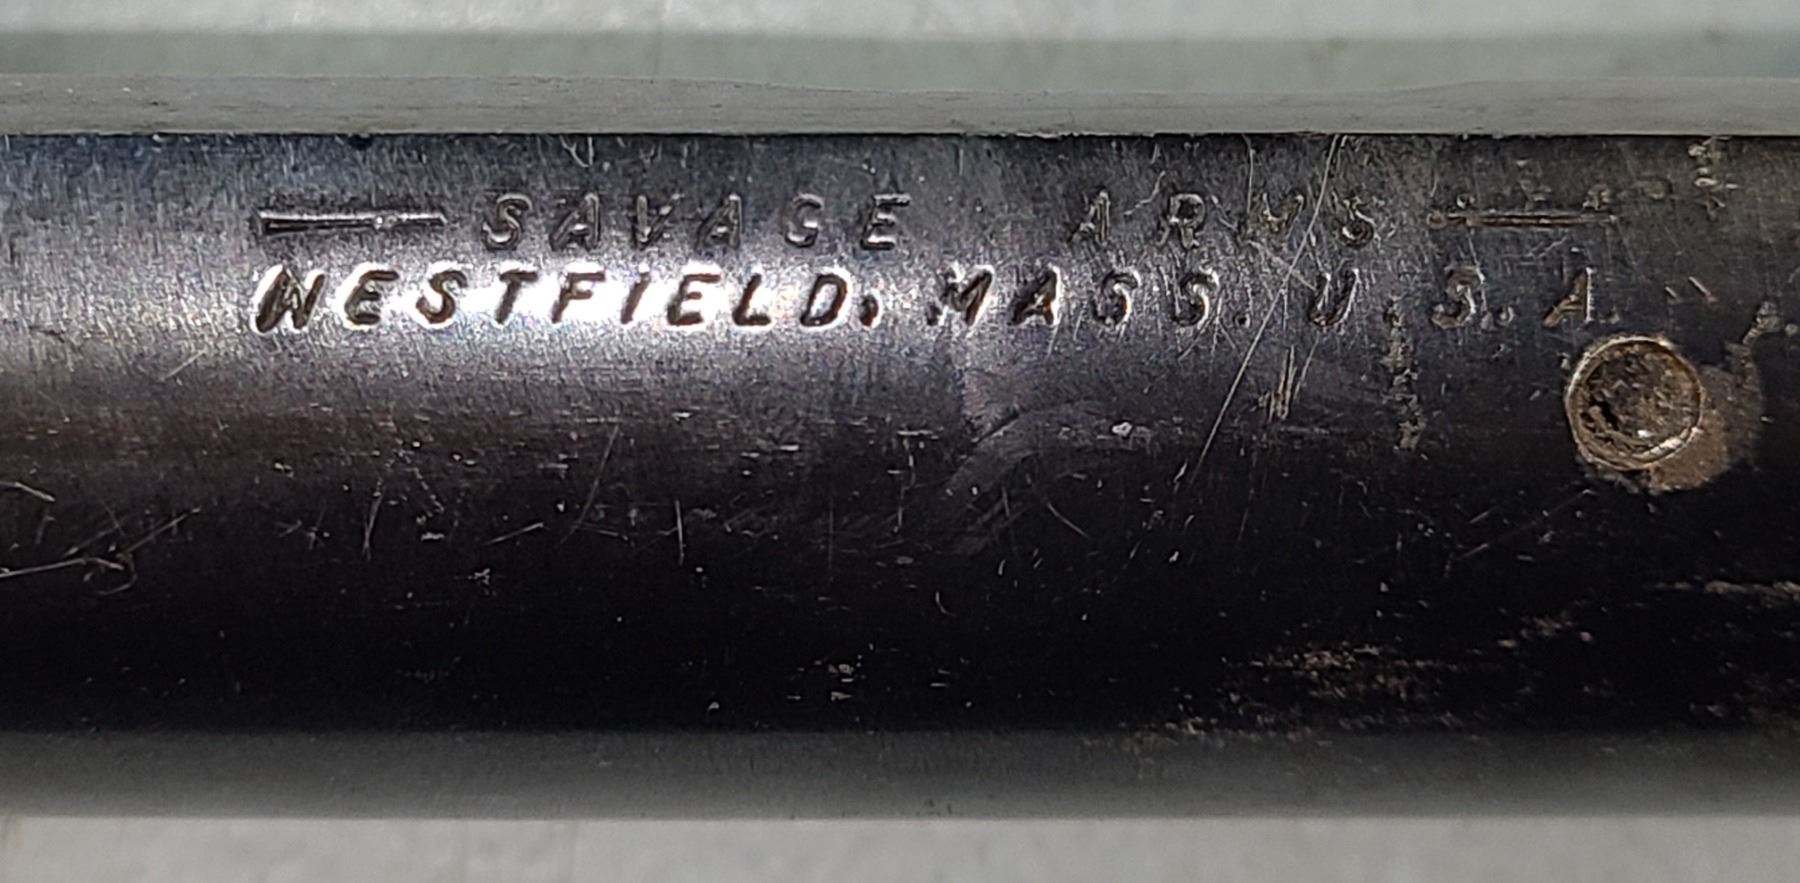 — SAVAGE ARMS —
WESTFIELD, MASS. U.S.A.